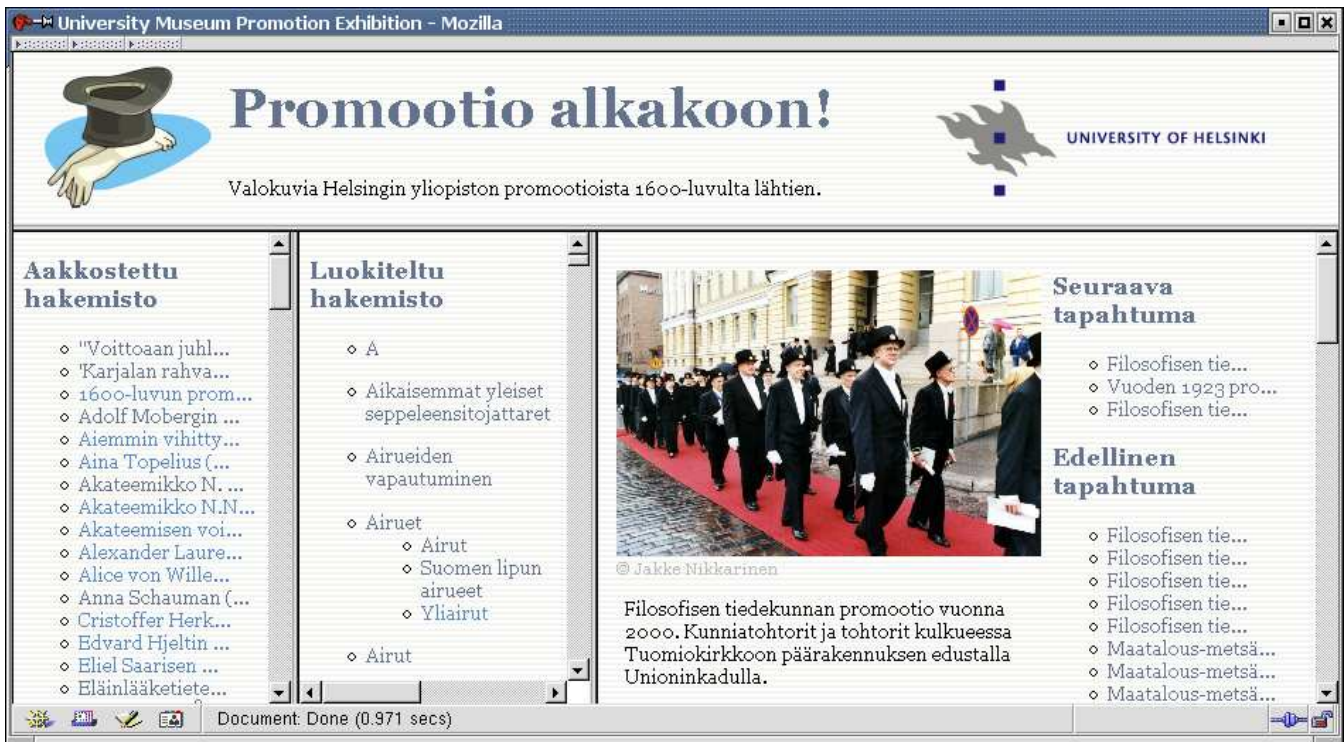 University Museum Promotion Exhibition - Mozilla
Promootio alkakoon!
Valokuvia Helsingin yliopiston promootioista 1600-luvulta lähtien.
UNIVERSITY OF HELSINKI
Aakkostettu
hakemisto
"Voittoaan juhl...
'Karjalan rahva...
1600-luvun prom...
Adolf Mobergin ...
Aiemmin vihitty...
Aina Topelius (...
Akateemikko N. ...
Akateemikko N.N...
Akateemisen voi...
Alexander Laure...
Alice von Wille...
Anna Schauman (...
Cristoffer Herk...
Edvard Hjeltin ...
Eliel Saarisen ...
Eläinlääketiete...
Luokiteltu
hakemisto
A
Aikaisemmat yleiset
seppeleensitojattaret
Airueiden
vapautuminen
Airuet
Airut
Suomen lipun
airueet
Yliairut
Airut
© Jakke Nikkarinen
Filosofisen tiedekunnan promootio vuonna
2000. Kunniatohtorit ja tohtorit kulkueessa
Tuomiokirkkoon päärakennuksen edustalla
Unioninkadulla.
Seuraava
tapahtuma
Filosofisen tie...
Vuoden 1923 pro...
Filosofisen tie...
Edellinen
tapahtuma
Filosofisen tie...
Filosofisen tie...
Filosofisen tie...
Filosofisen tie...
Filosofisen tie...
Maatalous-metsä...
Maatalous-metsä...
Maatalous-metsä...
Document: Done (0.971 secs)